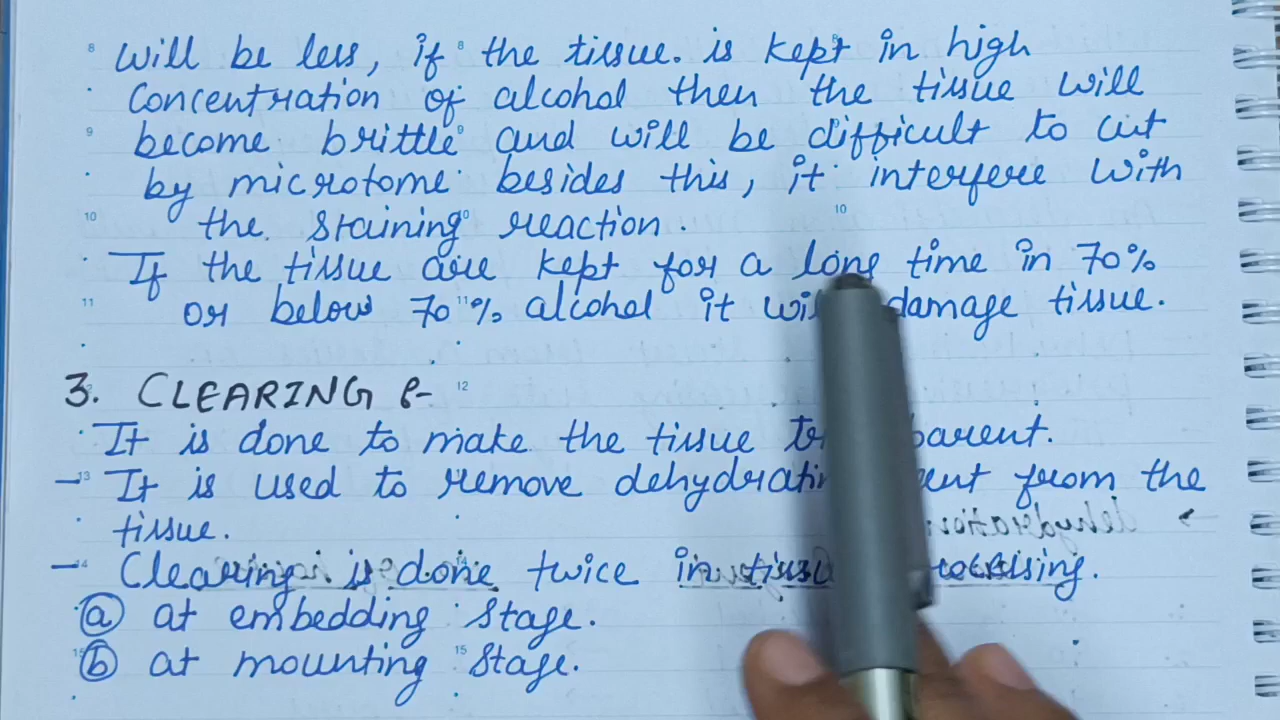 will be less, if the tissue. is kept in high
Concentration of alcohol then the tissue will
become brittle and will be difficult to cut
by microtome besides this, it interfere with
the staining reaction.
If the tissue are kept for a long time in 70%
or below 70% alcohol it will damage tissue.
3. CLEARING :-
It is done to make the tissue parent.
- It is used to remove dehydratin from the
tissue.
- Clearing is done twice in tissu
(a) at embedding stage.
(b) at mounting stage.